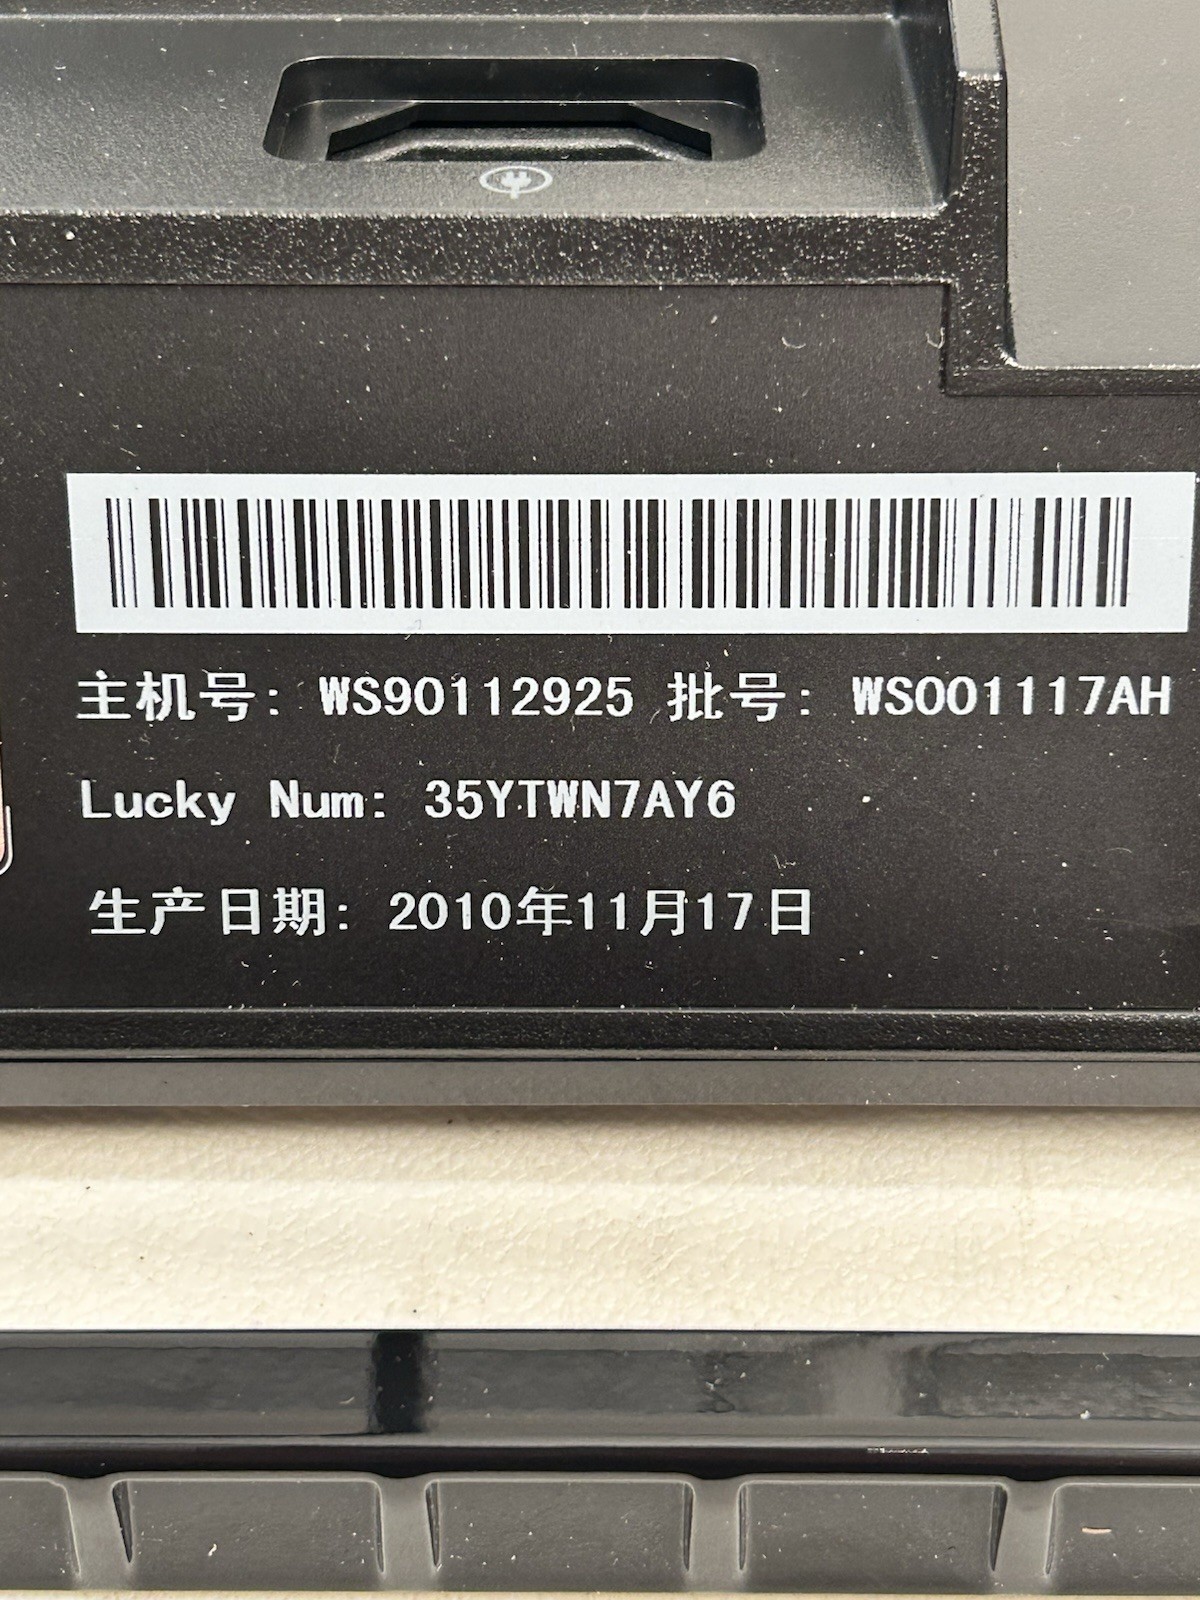 主机号: WS90112925 批号: WS001117AH
Lucky Num: 35YTWN7AY6
生产日期: 2010年11月17日